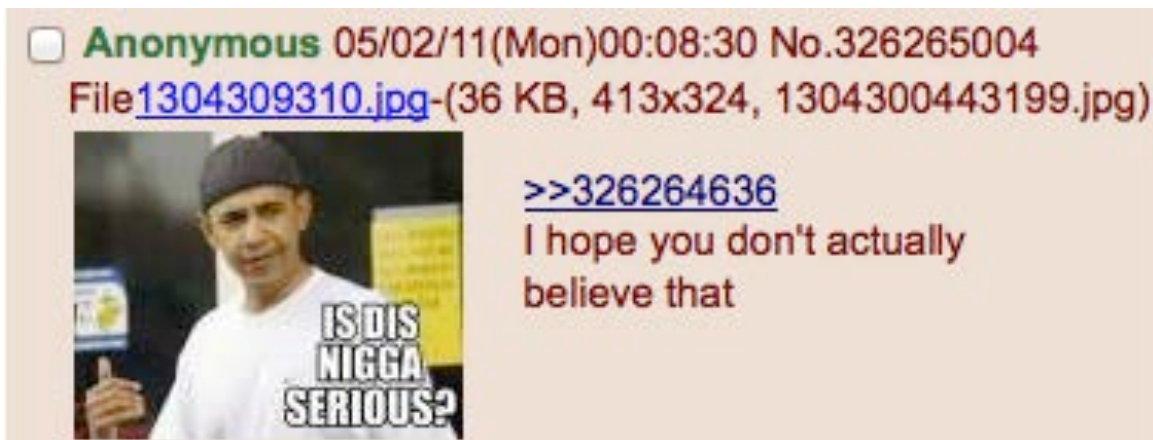 Anonymous 05/02/11(Mon)00:08:30 No.326265004
File1304309310.jpg-(36 KB, 413x324, 1304300443199.jpg)
>>326264636
I hope you don't actually
believe that
IS DIS
NIGGA
SERIOUS?